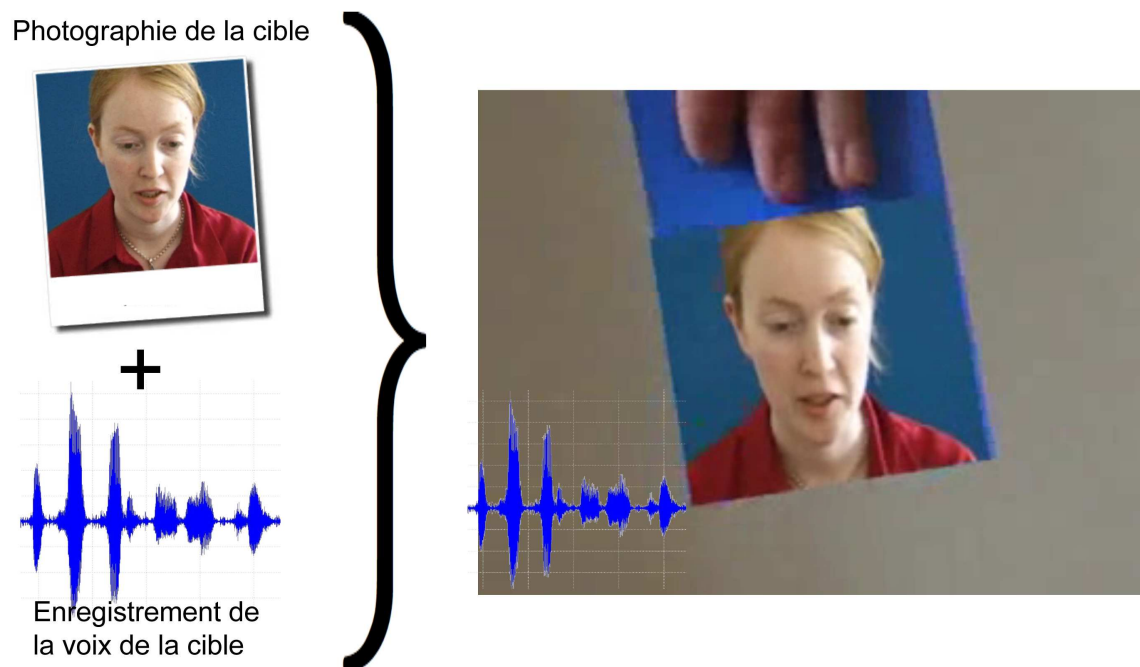 Photographie de la cible
Enregistrement de
la voix de la cible